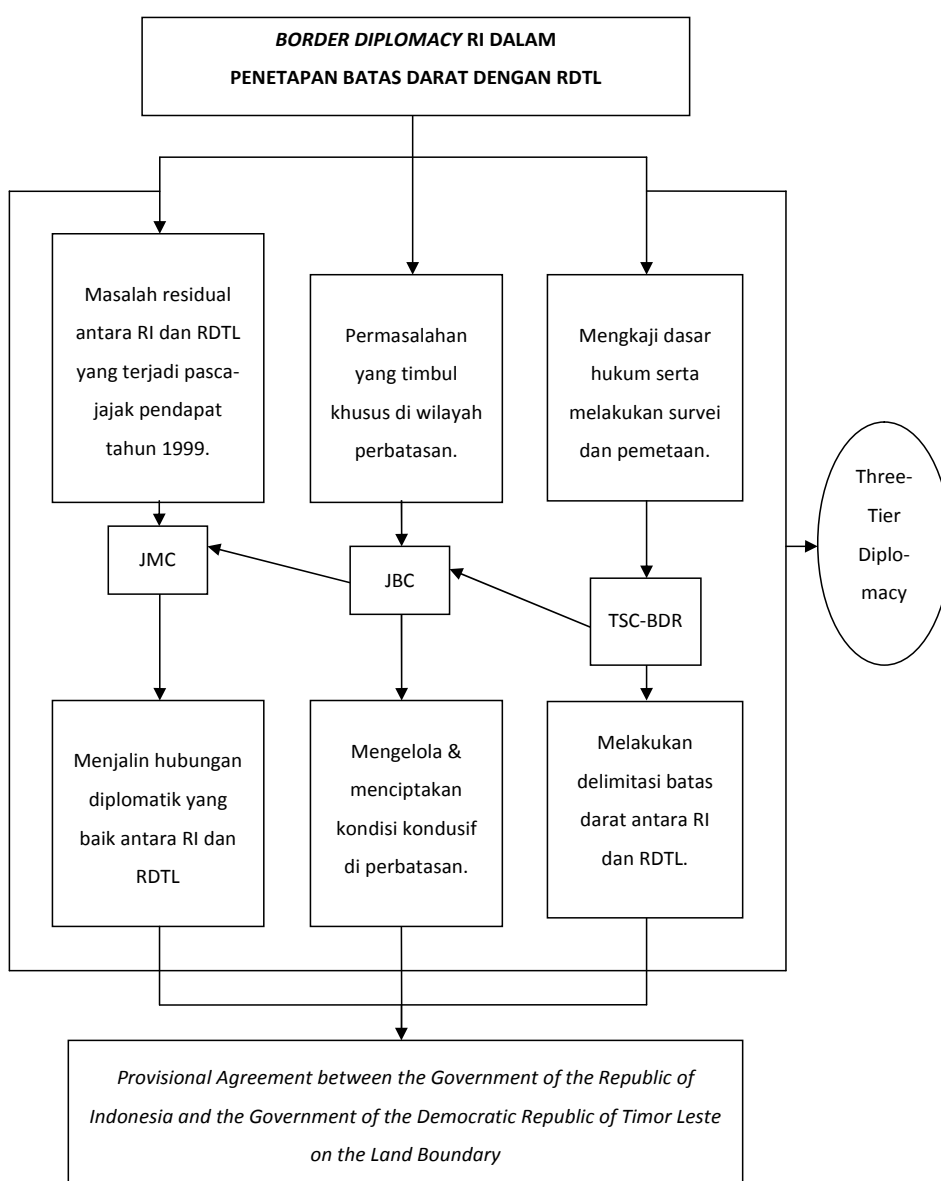 BORDER DIPLOMACY RI DALAM
PENETAPAN BATAS DARAT DENGAN RDTL
Masalah residual
antara RI dan RDTL
yang terjadi pasca-
jajak pendapat
tahun 1999.
Permasalahan
yang timbul
khusus di wilayah
perbatasan.
Mengkaji dasar
hukum serta
melakukan survei
dan pemetaan.
Three-
Tier
Diplo-
macy
JMC
JBC
TSC-BDR
Menjalin hubungan
diplomatik yang
baik antara RI dan
RDTL
Mengelola &
menciptakan
kondisi kondusif
di perbatasan.
Melakukan
delimitasi batas
darat antara RI
dan RDTL.
Provisional Agreement between the Government of the Republic of
Indonesia and the Government of the Democratic Republic of Timor Leste
on the Land Boundary